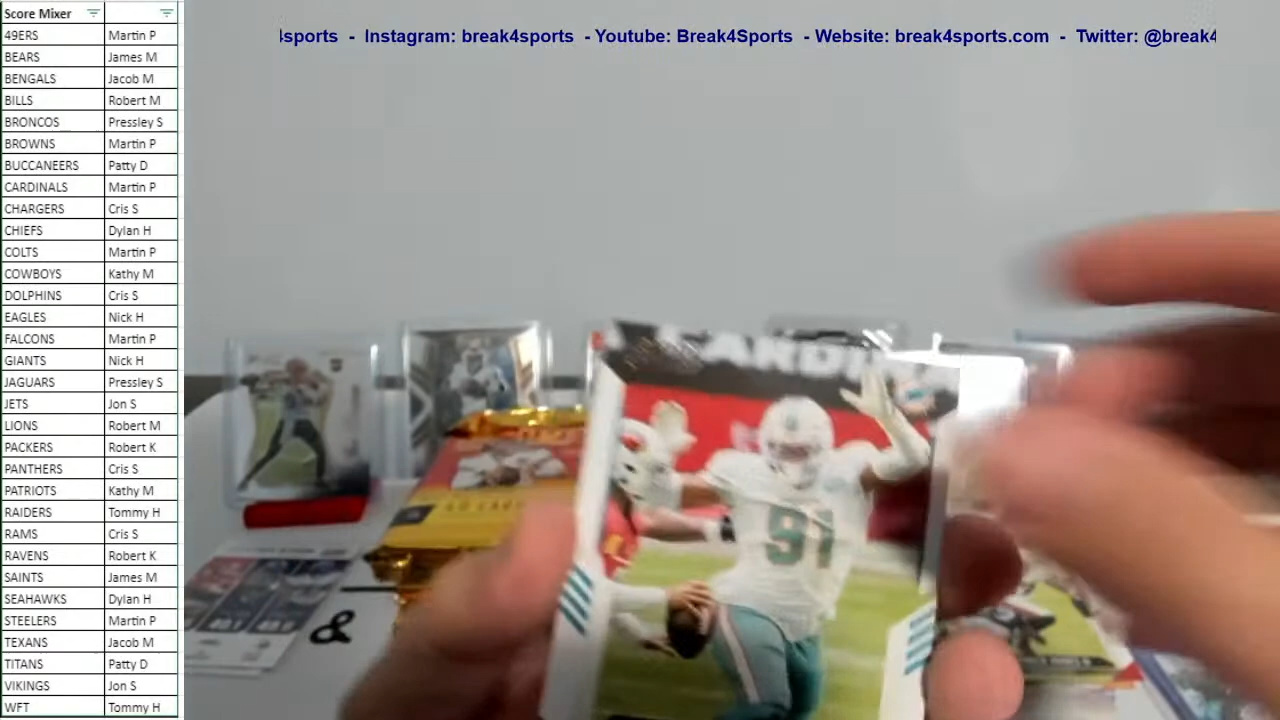 Score Mixer
49ERS Martin P
BEARS James M
BENGALS Jacob M
BILLS Robert M
BRONCOS Pressley S
BROWNS Martin P
BUCCANEERS Patty D
CARDINALS Martin P
CHARGERS Cris S
CHIEFS Dylan H
COLTS Martin P
COWBOYS Kathy M
DOLPHINS Cris S
EAGLES Nick H
FALCONS Martin P
GIANTS Nick H
JAGUARS Pressley S
JETS Jon S
LIONS Robert M
PACKERS Robert K
PANTHERS Cris S
PATRIOTS Kathy M
RAIDERS Tommy H
RAMS Cris S
RAVENS Robert K
SAINTS James M
SEAHAWKS Dylan H
STEELERS Martin P
TEXANS Jacob M
TITANS Patty D
VIKINGS Jon S
WFT Tommy H
4sports - Instagram: break4sports - Youtube: Break4Sports - Website: break4sports.com - Twitter: @break4
91
&